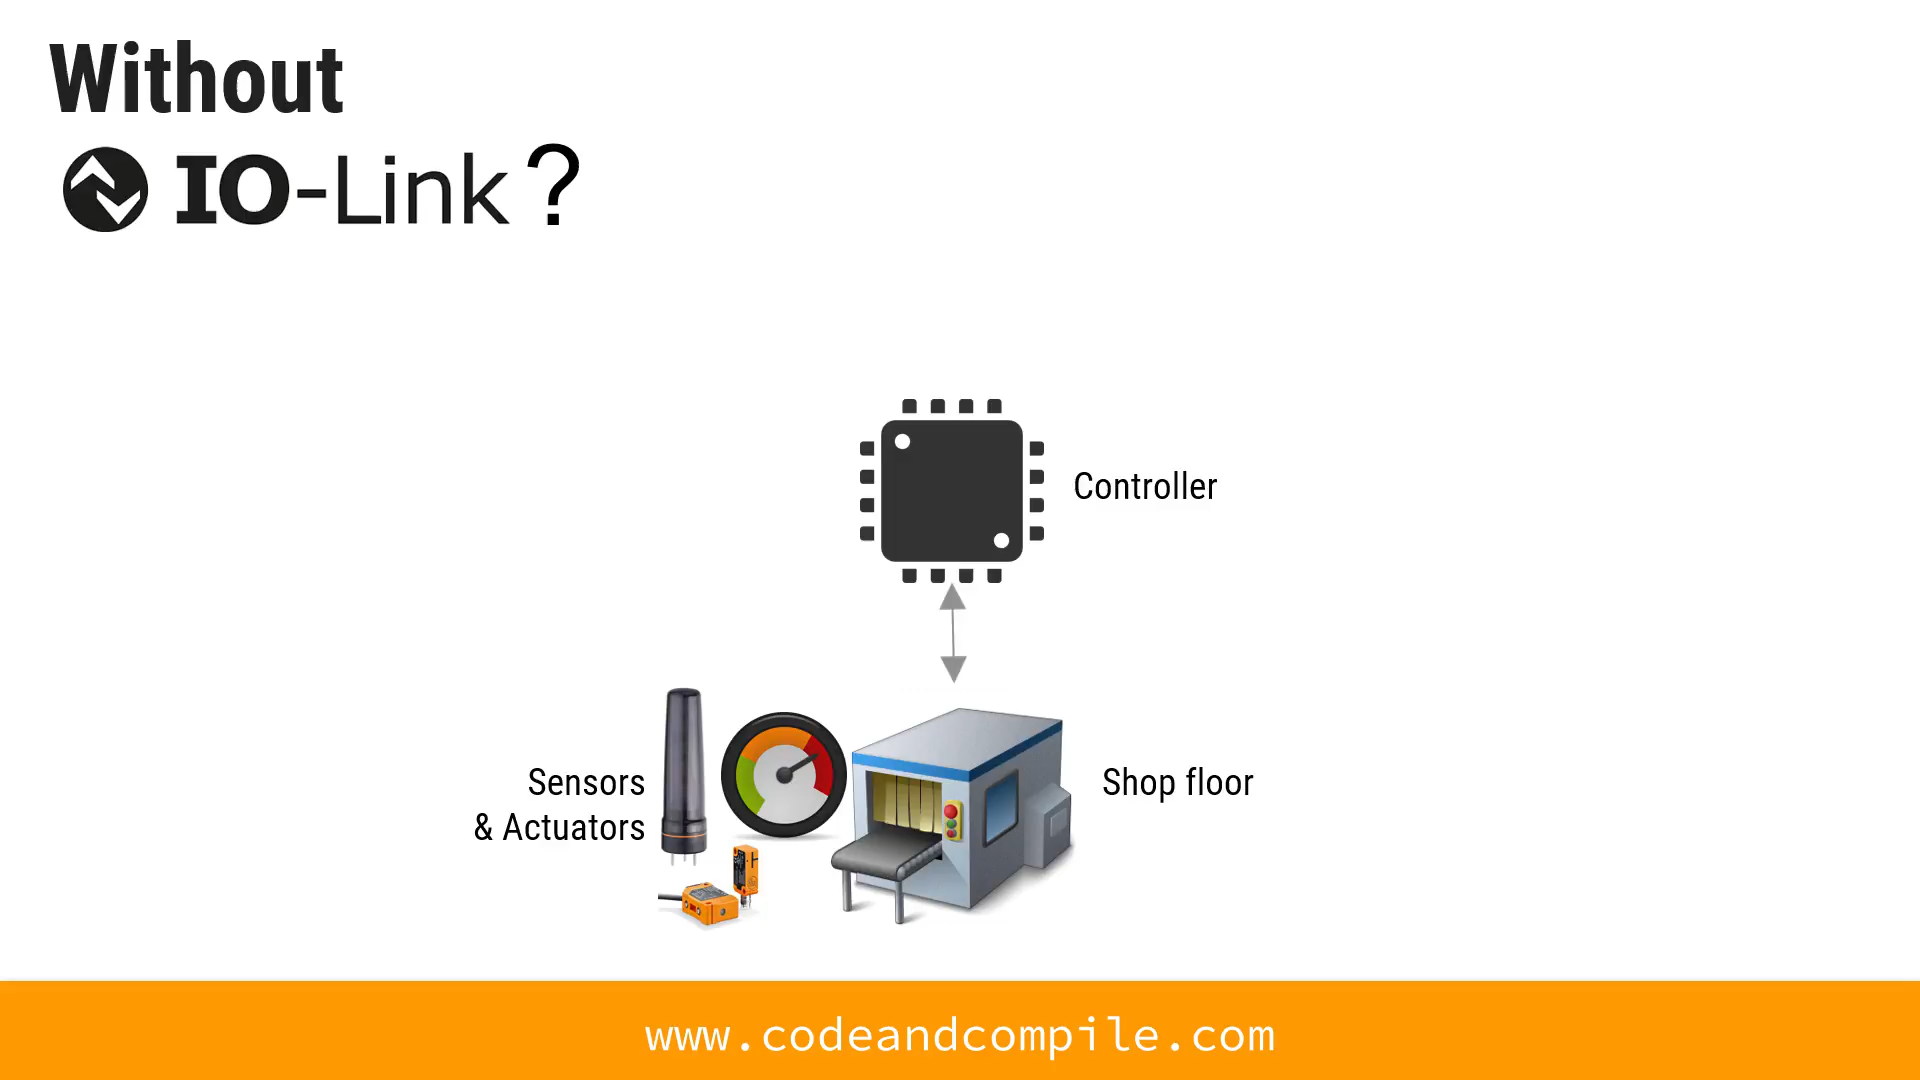 Without
IO-Link?
Controller
Sensors
& Actuators
Shop floor
www.codeandcompile.com